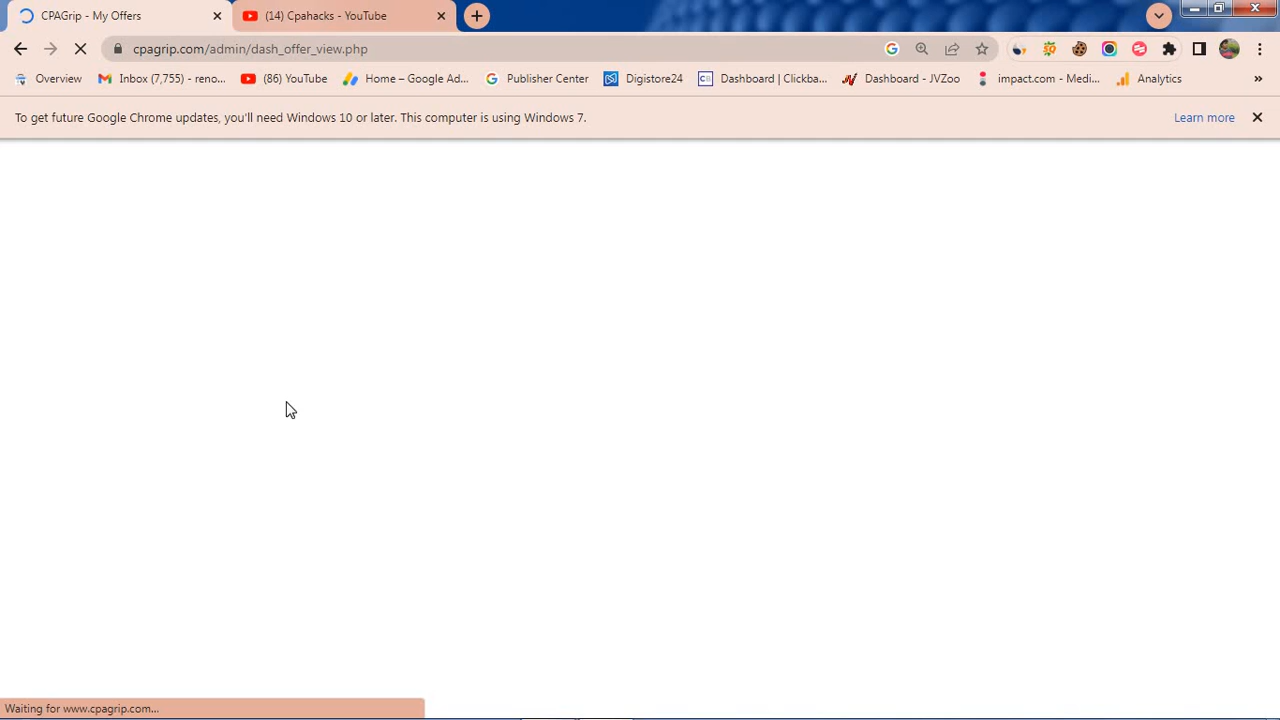 CPAGrip - My Offers
(14) Cpahacks - YouTube
cpagrip.com/admin/dash_offer_view.php
Overview
Inbox (7,755) - reno...
(86) YouTube
Home – Google Ad...
Publisher Center
Digistore24
Dashboard | Clickba...
Dashboard - JVZoo
impact.com - Medi...
Analytics
»
To get future Google Chrome updates, you'll need Windows 10 or later. This computer is using Windows 7.
Learn more
Waiting for www.cpagrip.com...